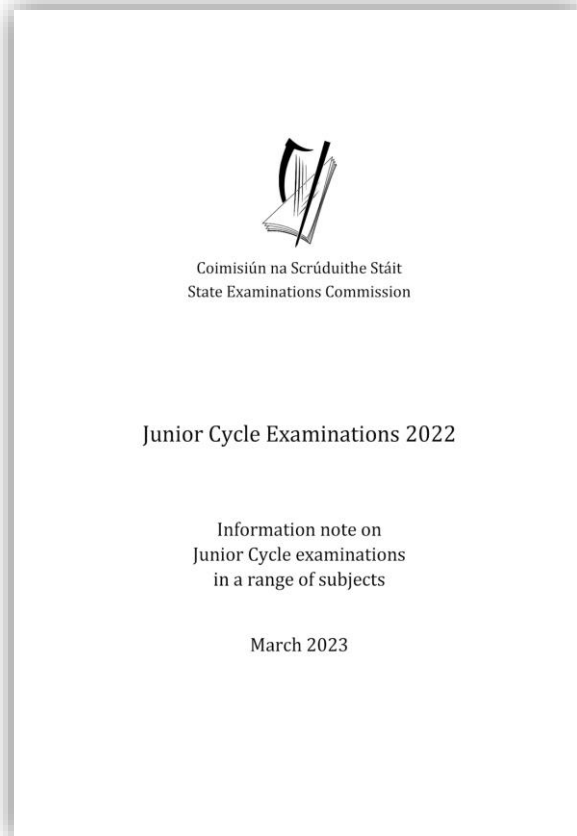 Coimisiún na Scrúduithe Stáit
State Examinations Commission
Junior Cycle Examinations 2022
Information note on
Junior Cycle examinations
in a range of subjects
March 2023